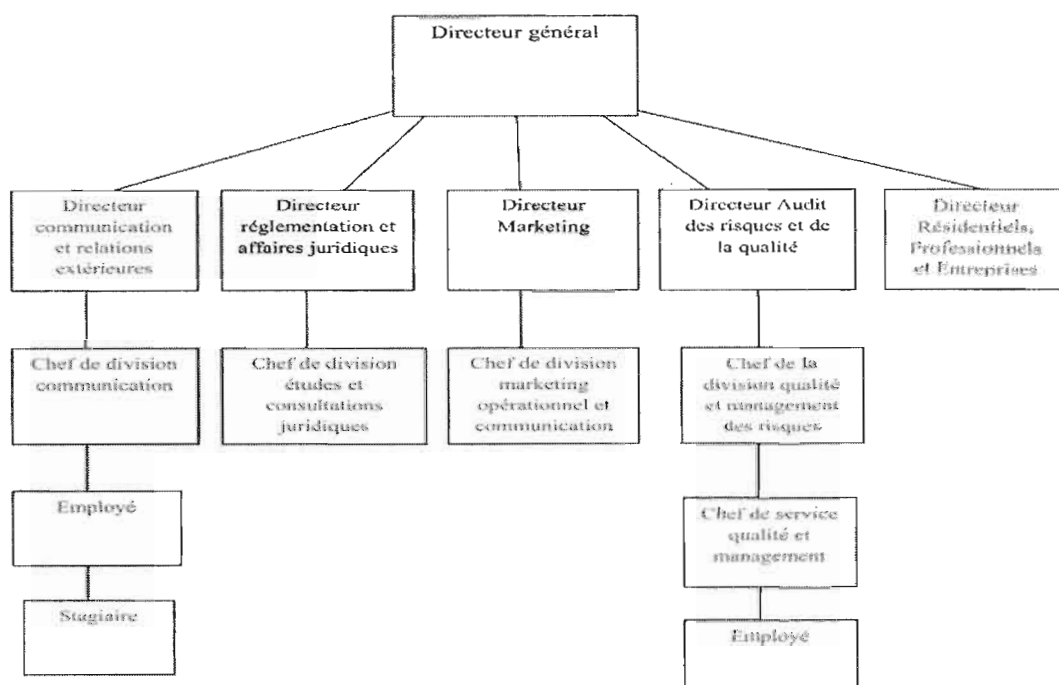 Directeur général
Directeur
communication
et relations
extérieures
Directeur
réglementation et
affaires juridiques
Directeur
Marketing
Directeur Audit
des risques et de
la qualité
Directeur
Résidentiels,
Professionnels
et Entreprises
Chef de division
communication
Chef de division
études et
consultations
juridiques
Chef de division
marketing
opérationnel et
communication
Chef de la
division qualité
et management
des risques
Employé
Chef de service
qualité et
management
Stagiaire
Employé